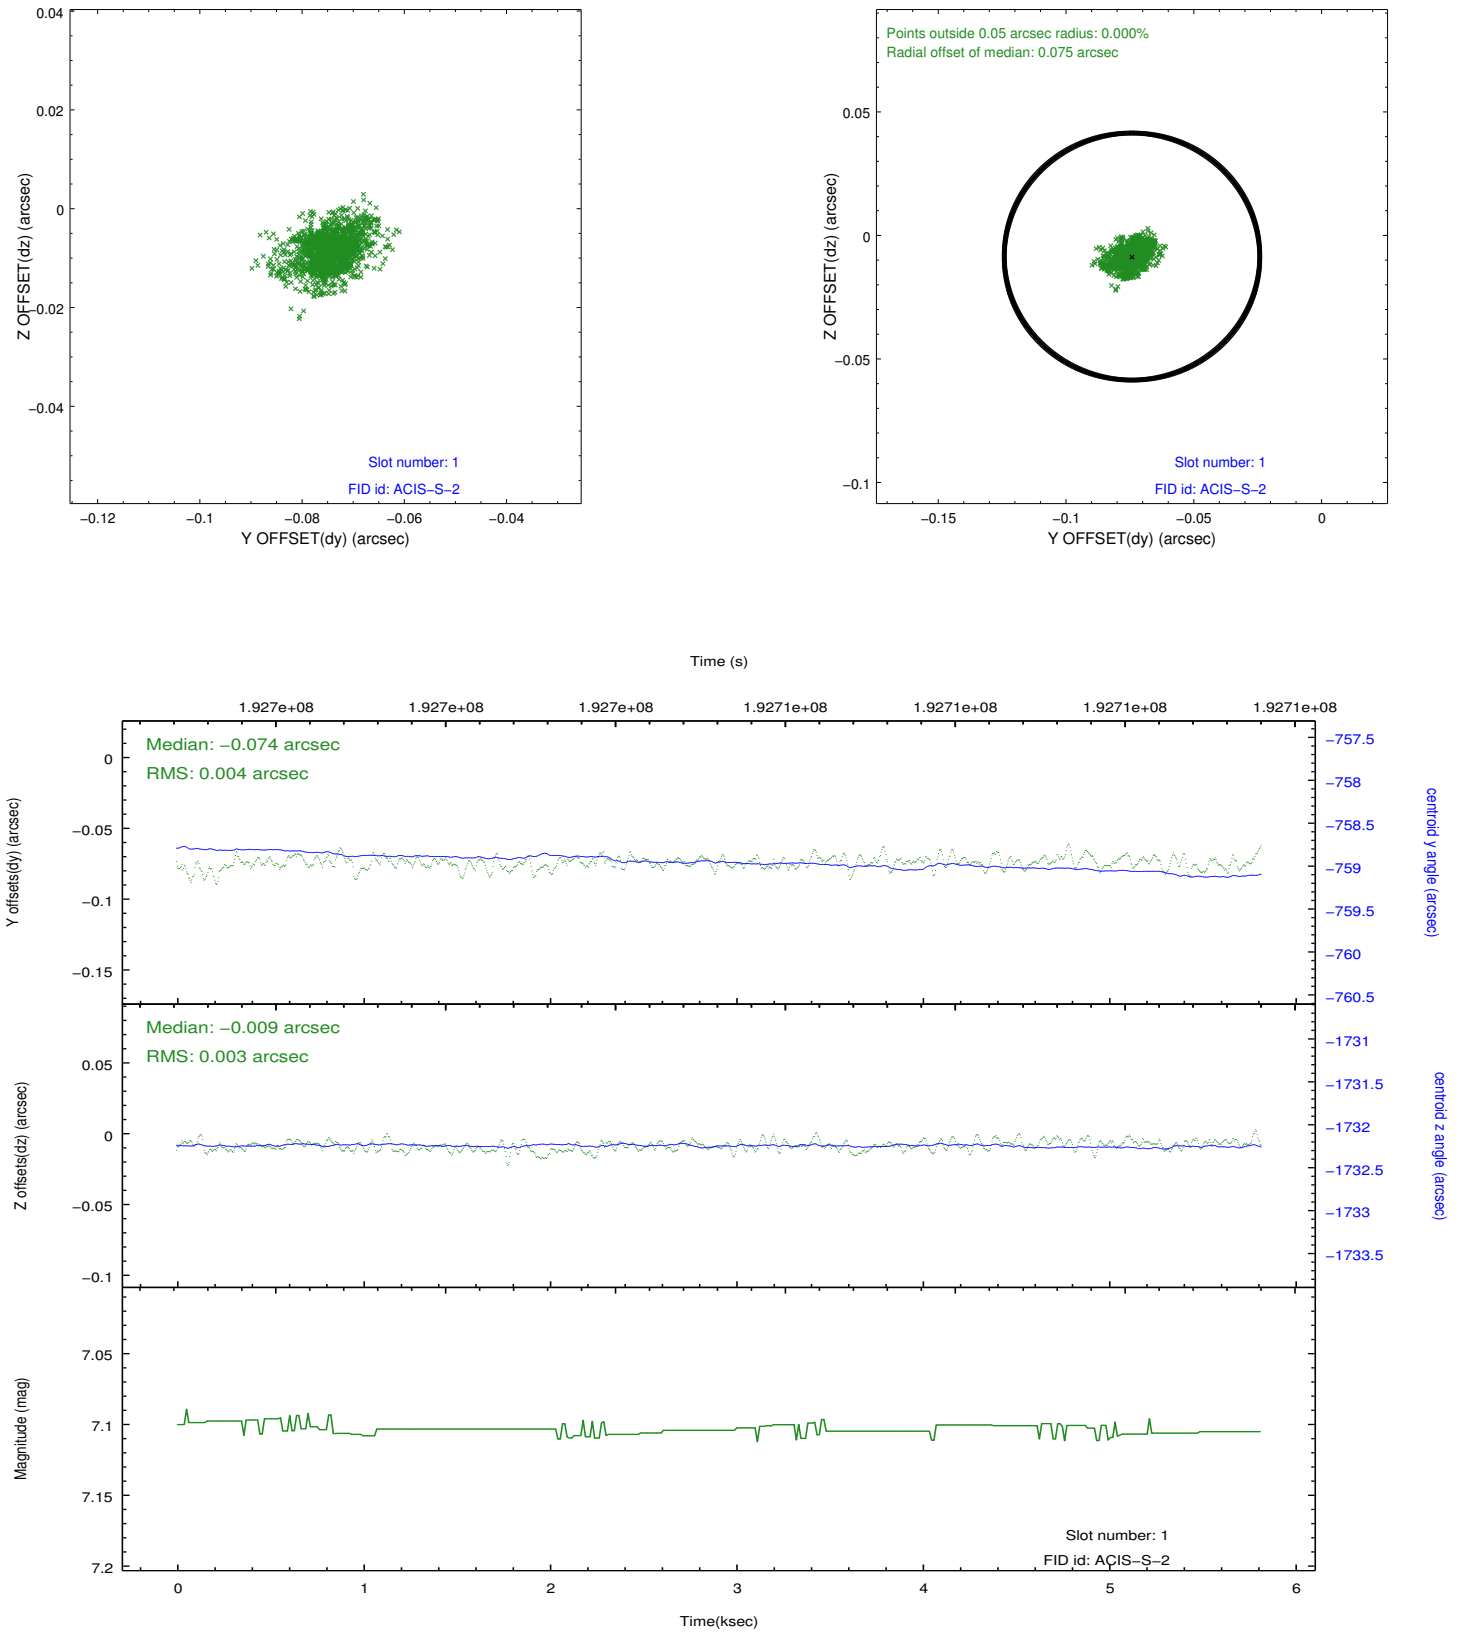 0.04
0.02
0
−0.02
−0.04
Z OFFSET(dz) (arcsec)
Slot number: 1
FID id: ACIS−S−2
−0.12
−0.1
−0.08
−0.06
−0.04
Y OFFSET(dy) (arcsec)
Points outside 0.05 arcsec radius: 0.000%
Radial offset of median: 0.075 arcsec
0.05
0
−0.05
−0.1
Z OFFSET(dz) (arcsec)
Slot number: 1
FID id: ACIS−S−2
−0.15
−0.1
−0.05
0
Y OFFSET(dy) (arcsec)
Time (s)
1.927e+08
1.927e+08
1.927e+08
1.9271e+08
1.9271e+08
1.9271e+08
1.9271e+08
Median: −0.074 arcsec
RMS: 0.004 arcsec
0
−0.05
−0.1
−0.15
Y offsets(dy) (arcsec)
−757.5
−758
−758.5
−759
−759.5
−760
−760.5
centroid y angle (arcsec)
Median: −0.009 arcsec
RMS: 0.003 arcsec
0.05
0
−0.05
−0.1
Z offsets(dz) (arcsec)
−1731
−1731.5
−1732
−1732.5
−1733
−1733.5
centroid z angle (arcsec)
7.05
7.1
7.15
7.2
Magnitude (mag)
Slot number: 1
FID id: ACIS−S−2
0
1
2
3
4
5
6
Time(ksec)